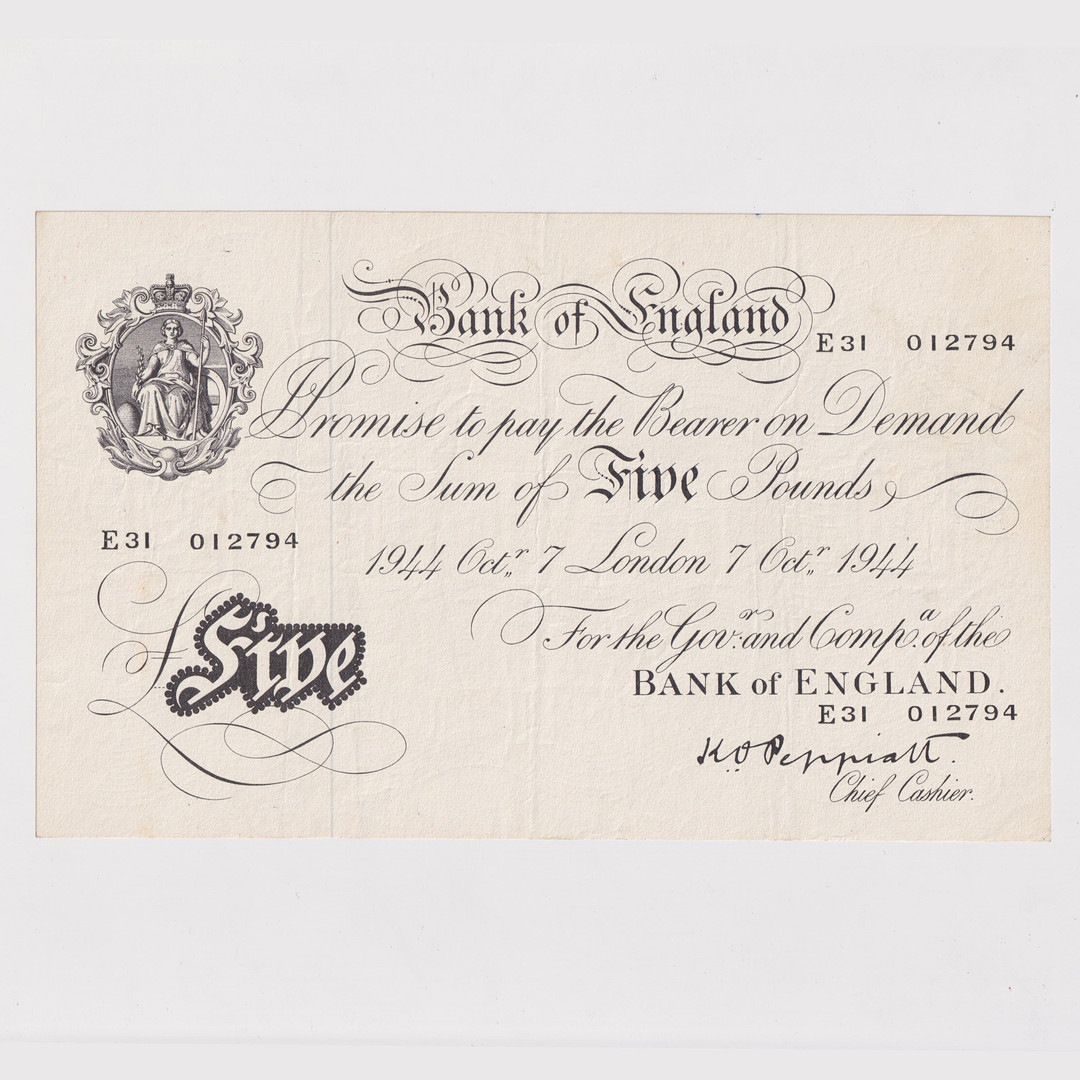 Bank of England
E31 012794
I Promise to pay the Bearer on Demand
the Sum of Five Pounds
E31 012794
1944 Octr. 7 London 7 Octr. 1944
For the Govr. and Compa. of the
BANK of ENGLAND.
£Five
E31 012794
K.O Peppiatt.
Chief Cashier.